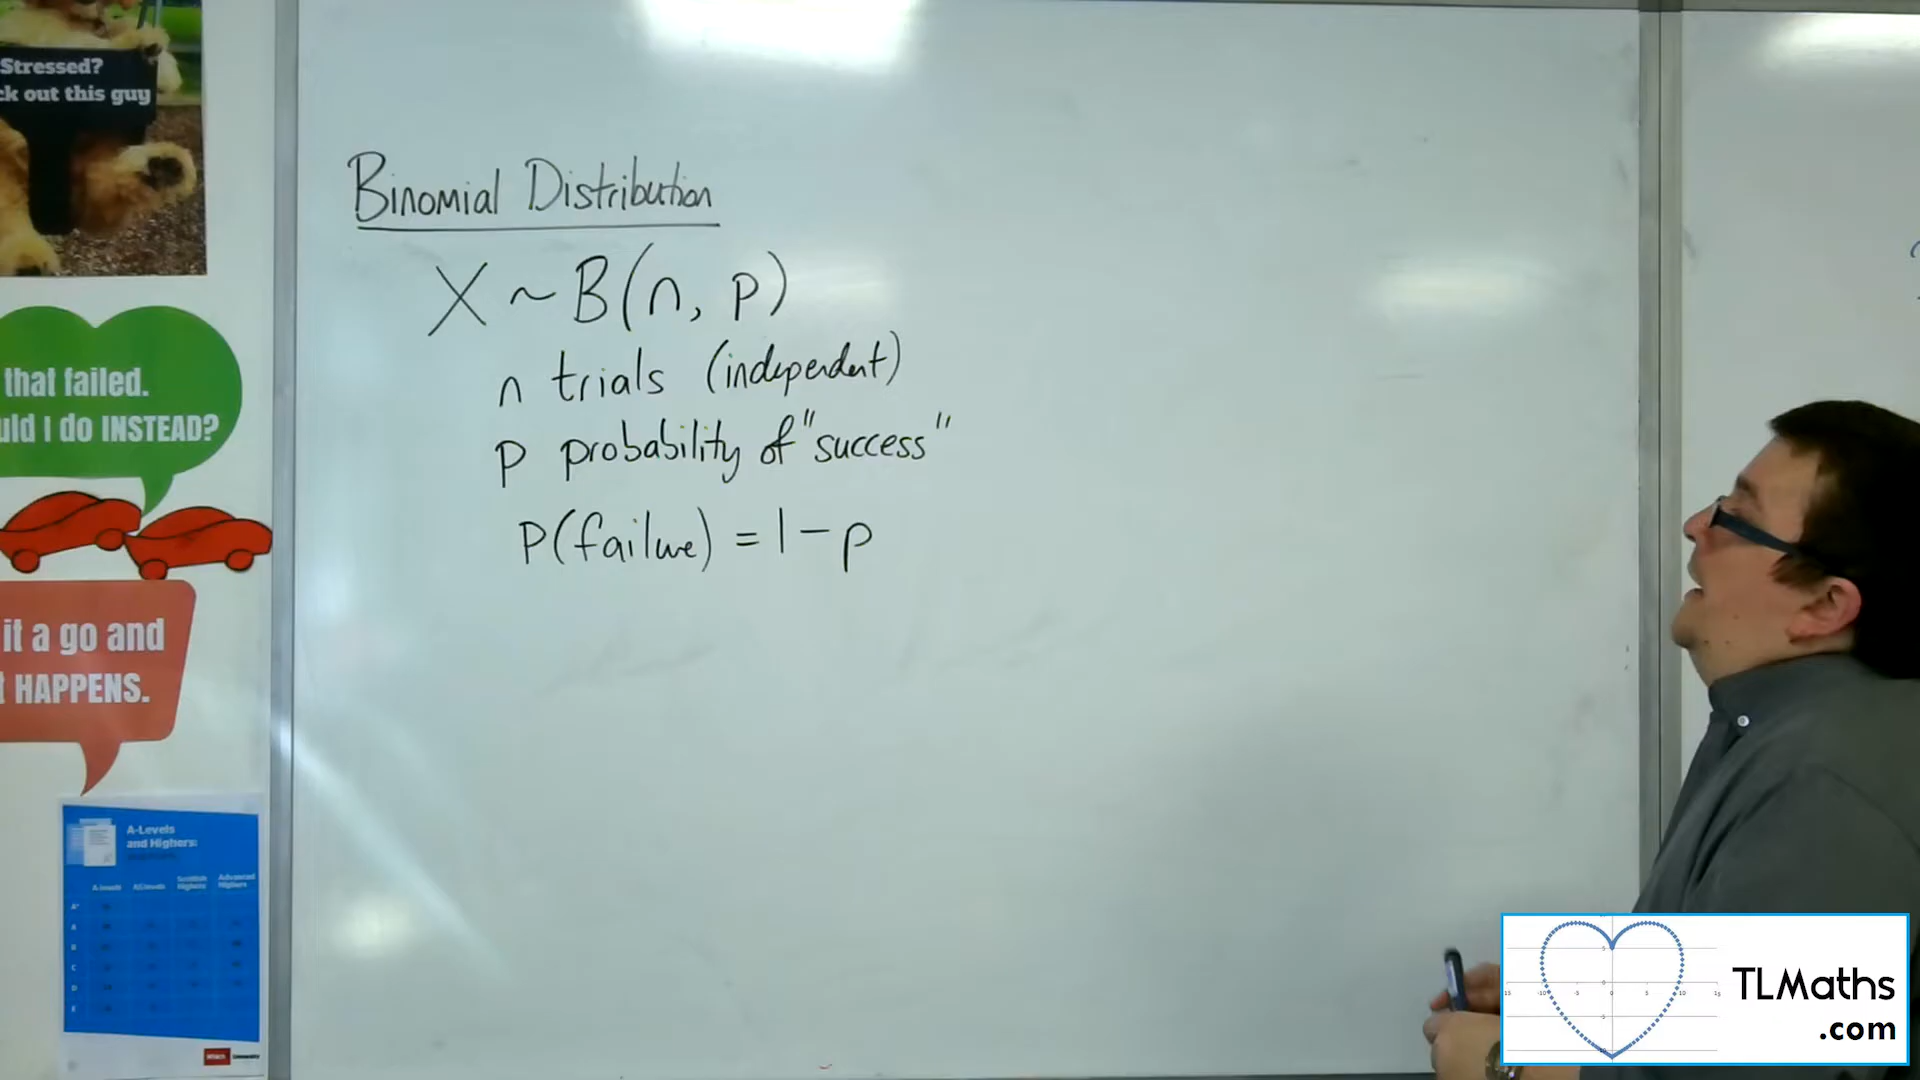 Stressed?
ck out this guy
that failed.
uld I do INSTEAD?
it a go and
t HAPPENS.
A-Levels
and Highers:
Binomial Distribution
X ~ B(n, p)
n trials (independent)
p probability of "success"
P(failure) = 1 - p
TLMaths
.com